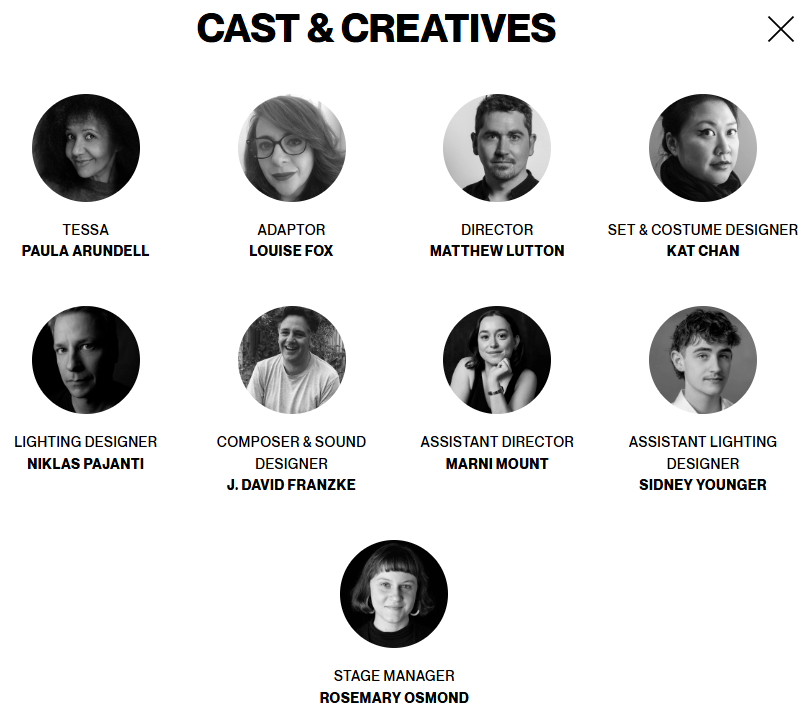 CAST & CREATIVES
TESSA
PAULA ARUNDELL
ADAPTOR
LOUISE FOX
DIRECTOR
MATTHEW LUTTON
SET & COSTUME DESIGNER
KAT CHAN
LIGHTING DESIGNER
NIKLAS PAJANTI
COMPOSER & SOUND
DESIGNER
J. DAVID FRANZKE
ASSISTANT DIRECTOR
MARNI MOUNT
ASSISTANT LIGHTING
DESIGNER
SIDNEY YOUNGER
STAGE MANAGER
ROSEMARY OSMOND